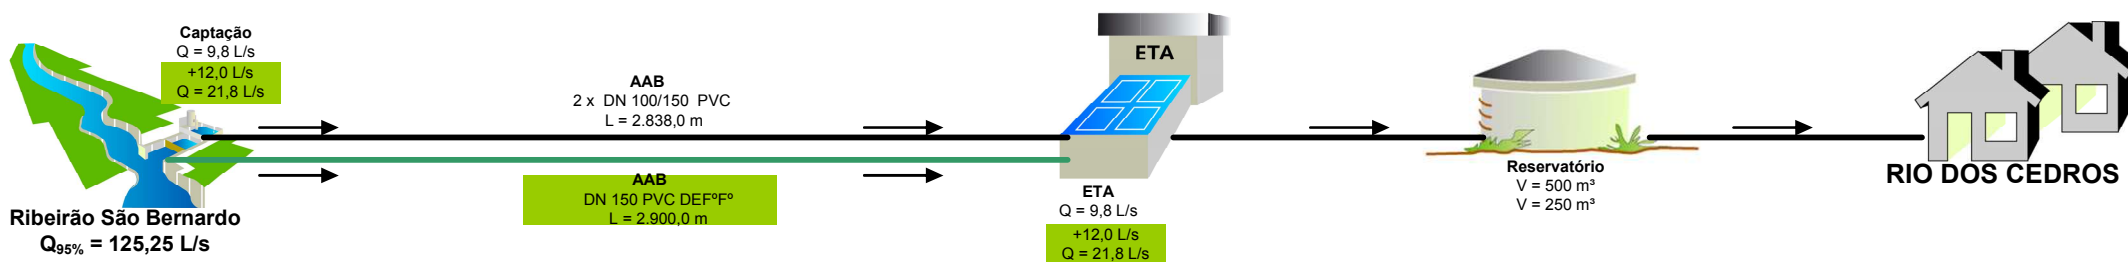 Captação
Q = 9,8 L/s
+12,0 L/s
Q = 21,8 L/s
Ribeirão São Bernardo
Q95% = 125,25 L/s
AAB
2 x DN 100/150 PVC
L = 2.838,0 m
AAB
DN 150 PVC DEFºFº
L = 2.900,0 m
ETA
ETA
Q = 9,8 L/s
+12,0 L/s
Q = 21,8 L/s
Reservatório
V = 500 m³
V = 250 m³
RIO DOS CEDROS